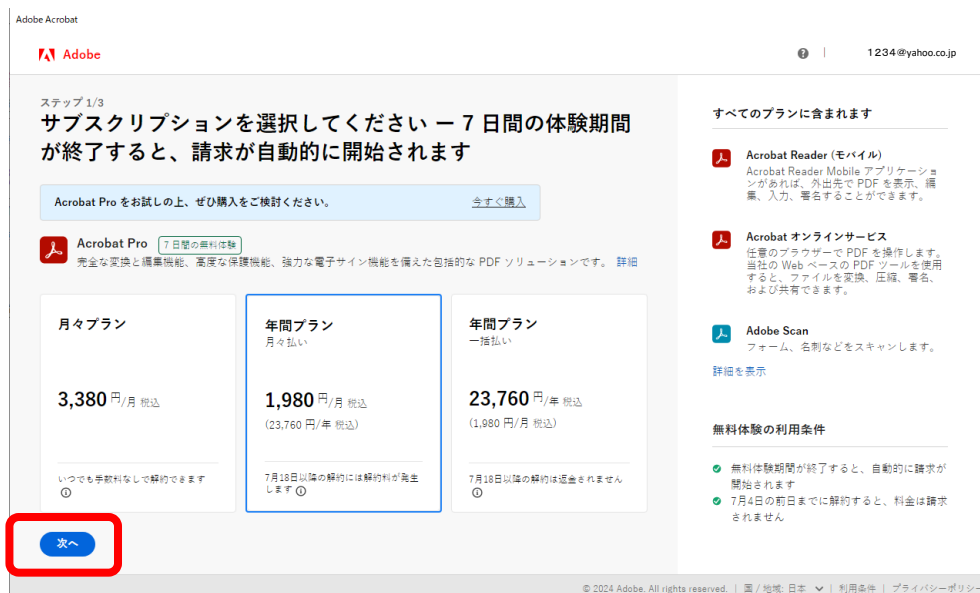 Adobe Acrobat
Adobe
1234@yahoo.co.jp
ステップ 1/3
サブスクリプションを選択してください ー 7 日間の体験期間
が終了すると、請求が自動的に開始されます
Acrobat Pro をお試しの上、ぜひ購入をご検討ください。
今すぐ購入
Acrobat Pro
7 日間の無料体験
完全な変換と編集機能、高度な保護機能、強力な電子サイン機能を備えた包括的な PDF ソリューションです。 詳細
月々プラン
3,380 円/月 税込
いつでも手数料なしで解約できます
年間プラン
月々払い
1,980 円/月 税込
(23,760 円/年 税込)
7月18日以降の解約には解約料が発生
します
年間プラン
一括払い
23,760 円/年 税込
(1,980 円/月 税込)
7月18日以降の解約は返金されません
次へ
すべてのプランに含まれます
Acrobat Reader (モバイル)
Acrobat Reader Mobile アプリケーショ
ンがあれば、外出先で PDF を表示、編
集、入力、署名することができます。
Acrobat オンラインサービス
任意のブラウザーで PDF を操作します。
当社の Web ベースの PDF ツールを使用
すると、ファイルを変換、圧縮、署名、
および共有できます。
Adobe Scan
フォーム、名刺などをスキャンします。
詳細を表示
無料体験の利用条件
無料体験期間が終了すると、自動的に請求が
開始されます
7月4日の前日までに解約すると、料金は請求
されません
© 2024 Adobe. All rights reserved. | 国/地域: 日本 | 利用条件 | プライバシーポリシー